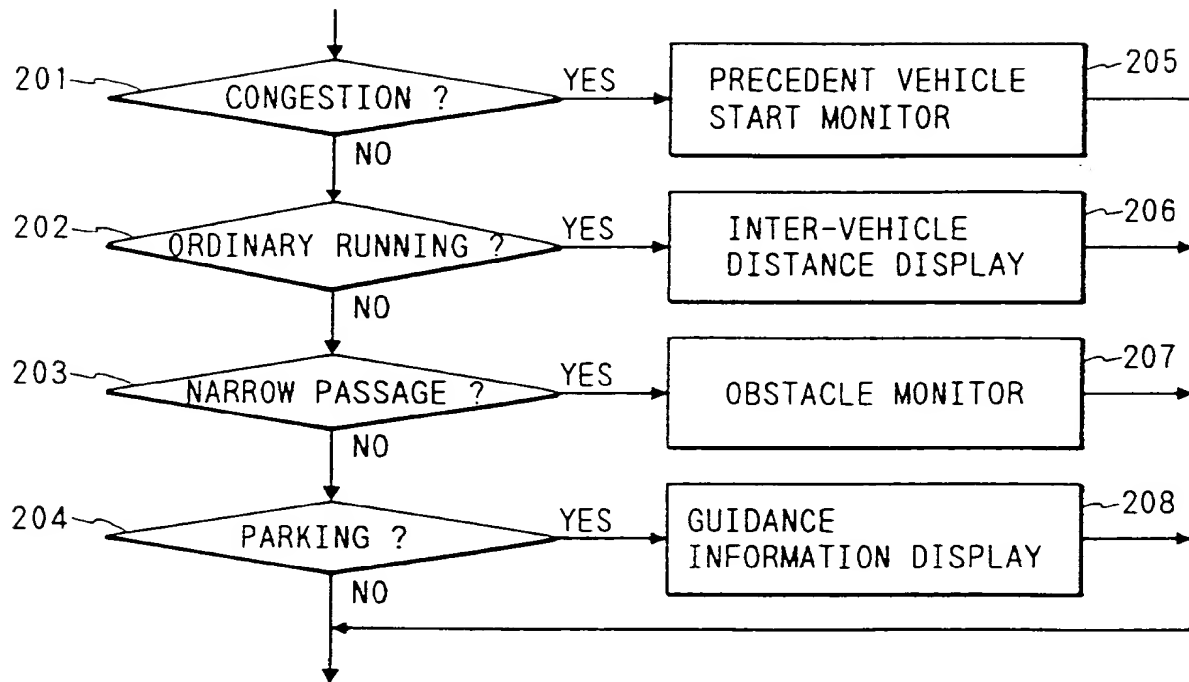 201
CONGESTION ?
YES
PRECEDENT VEHICLE
START MONITOR
205
NO
202
ORDINARY RUNNING ?
YES
INTER-VEHICLE
DISTANCE DISPLAY
206
NO
203
NARROW PASSAGE ?
YES
OBSTACLE MONITOR
207
NO
204
PARKING ?
YES
GUIDANCE
INFORMATION DISPLAY
208
NO